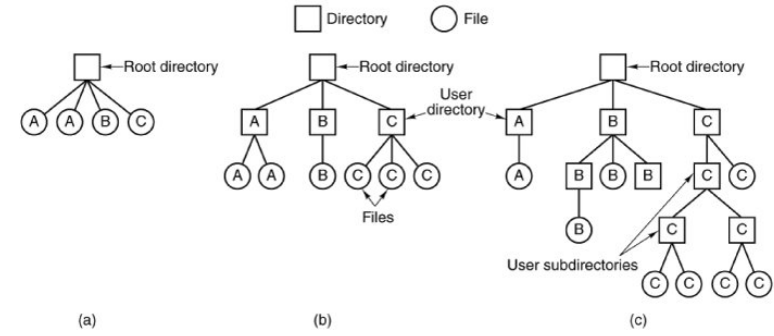 Directory File
Root directory
A A B C
(a)
Root directory
User directory
A B C
A A B C C C
Files
(b)
Root directory
A B C
A B B B C C
B C C
User subdirectories
C C C C
(c)